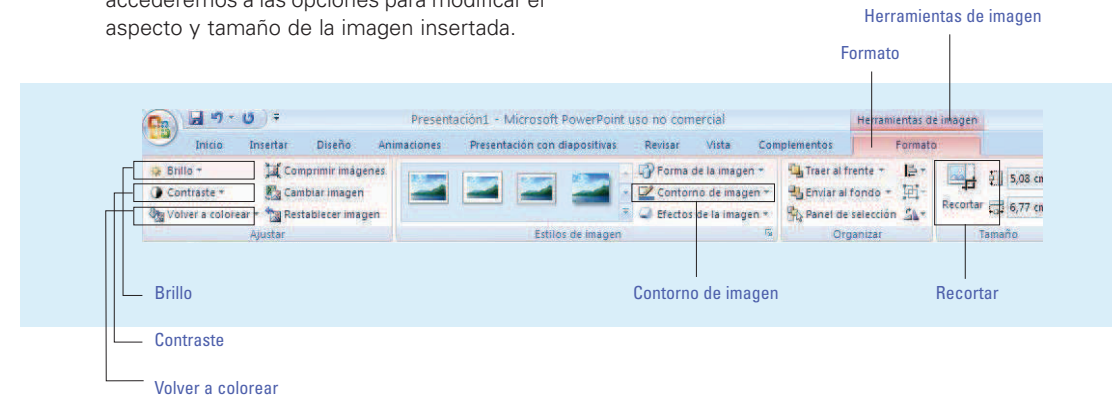 accederemos a las opciones para modificar el
aspecto y tamaño de la imagen insertada.
Herramientas de imagen
Formato
Presentación1 - Microsoft PowerPoint uso no comercial
Herramientas de imagen
Inicio Insertar Diseño Animaciones Presentación con diapositivas Revisar Vista Complementos Formato
Brillo Comprimir imágenes Forma de la imagen Traer al frente 5,08 cm
Contraste Cambiar imagen Contorno de imagen Enviar al fondo
Volver a colorear Restablecer imagen Efectos de la imagen Panel de selección Recortar 6,77 cm
Ajustar Estilos de imagen Organizar Tamaño
Brillo Contorno de imagen Recortar
Contraste
Volver a colorear